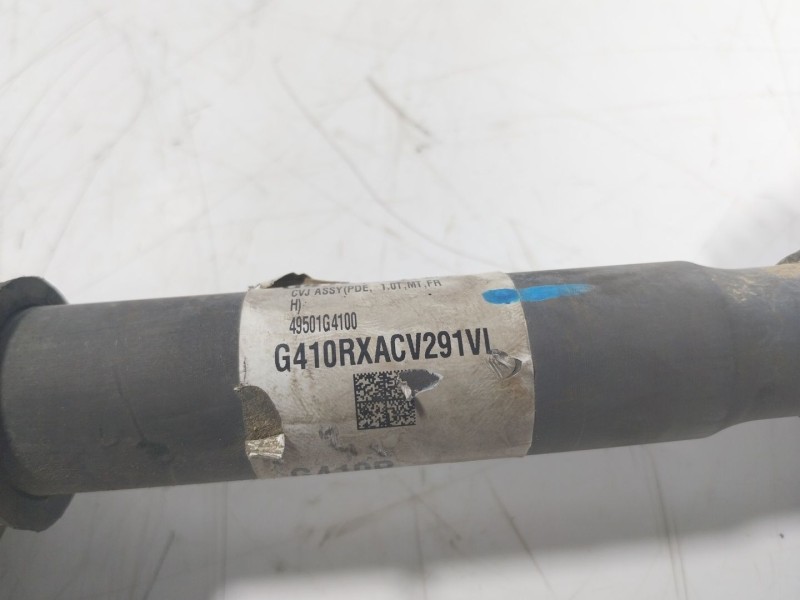 CVJ ASSY(PDE, 1.0T,MT,FR
H)
49501G4100
G410RXACV291VL